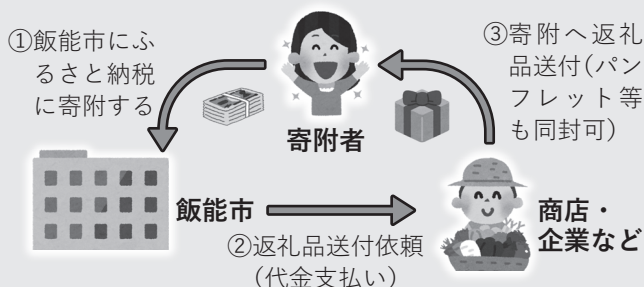 ①飯能市にふ
るさと納税
に寄附する
③寄附へ返礼
品送付(パン
フレット等
も同封可)
寄附者
飯能市
②返礼品送付依頼
(代金支払い)
商店・
企業など